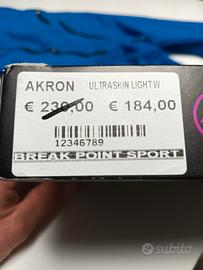 AKRON ULTRASKIN LIGHT W
€ 230,00 € 184,00
12346789
BREAK POINT SPORT
subito